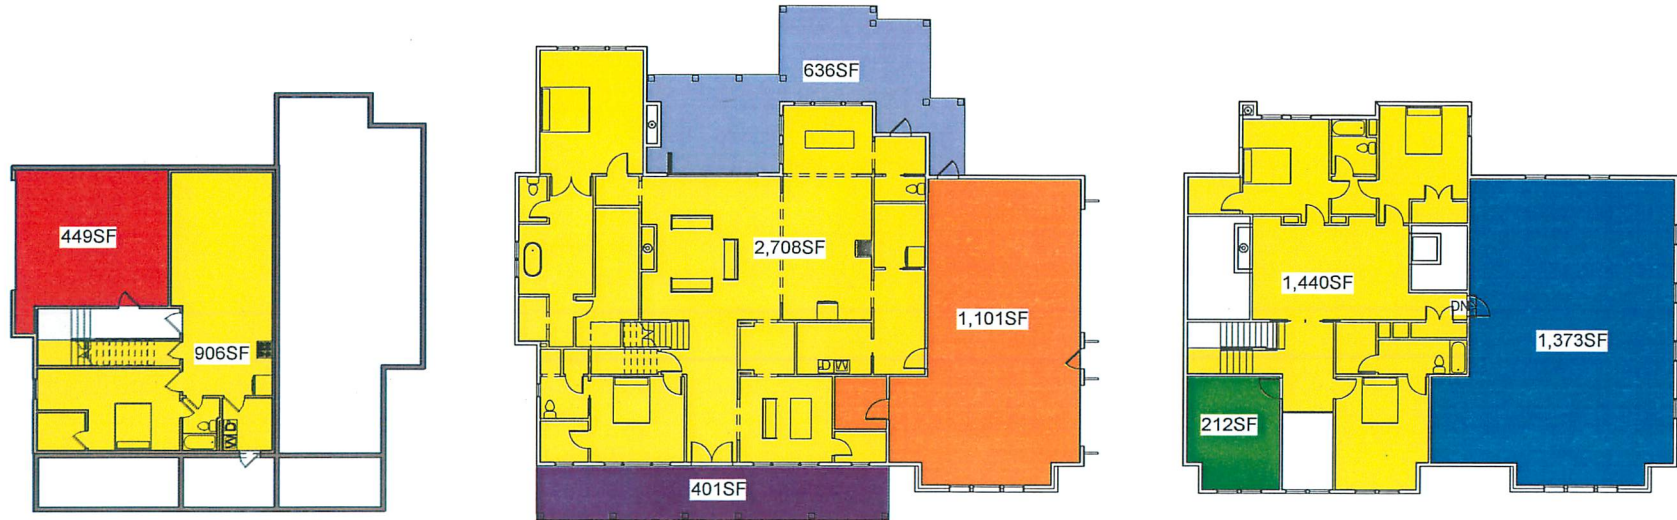 449SF
906SF
W D
636SF
2,708SF
1,101SF
D W
401SF
1,440SF
DN
1,373SF
212SF